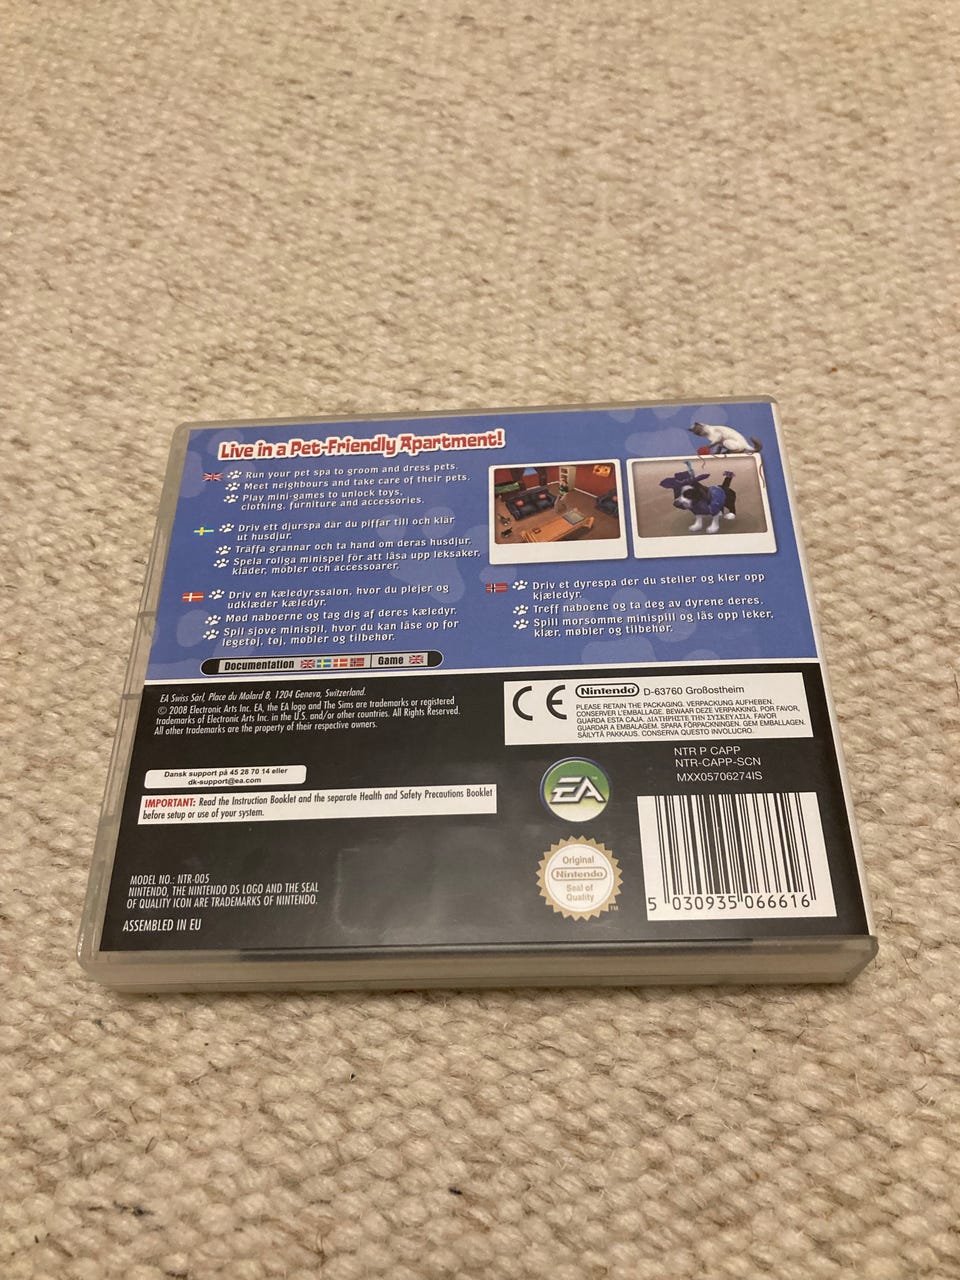 Live in a Pet-Friendly Apartment!
Run your pet spa to groom and dress pets.
Meet neighbours and take care of their pets.
Play mini-games to unlock toys,
clothing, furniture and accessories.
Driv ett djurspa där du piffar till och klär
ut husdjur.
Träffa grannar och ta hand om deras husdjur.
Spela roliga minispel för att låsa upp leksaker,
kläder, möbler och accessoarer.
Driv en kæledyrssalon, hvor du plejer og
udklæder kæledyr.
Mød naboerne og tag dig af deres kæledyr.
Spil sjove minispil, hvor du kan låse op for
legetøj, tøj, møbler og tilbehør.
Driv et dyrespa der du steller og kler opp
kjæledyr.
Treff naboene og ta deg av dyrene deres.
Spill morsomme minispill og lås opp leker,
klær, møbler og tilbehør.
Documentation Game
EA Swiss Sàrl, Place du Molard 8, 1204 Geneva, Switzerland.
© 2008 Electronic Arts Inc. EA, the EA logo and The Sims are trademarks or registered
trademarks of Electronic Arts Inc. in the U.S. and/or other countries. All Rights Reserved.
All other trademarks are the property of their respective owners.
CE Nintendo® D-63760 Großostheim
PLEASE RETAIN THE PACKAGING. VERPACKUNG AUFHEBEN.
CONSERVER L'EMBALLAGE. BEWAAR DEZE VERPAKKING. POR FAVOR,
GUARDA ESTA CAJA. ΔΙΑΤΗΡΗΣΤΕ ΤΗΝ ΣΥΣΚΕΥΑΣΙΑ. FAVOR
GUARDAR A EMBALAGEM. SPARA FÖRPACKNINGEN. GEM EMBALLAGEN.
SÄILYTÄ PAKKAUS. CONSERVA QUESTO INVOLUCRO.
NTR P CAPP
NTR-CAPP-SCN
MXX05706274IS
Dansk support på 45 28 70 14 eller
dk-support@ea.com
IMPORTANT: Read the Instruction Booklet and the separate Health and Safety Precautions Booklet
before setup or use of your system.
EA™
Original
Nintendo
Seal of
Quality
TM
MODEL NO.: NTR-005
NINTENDO, THE NINTENDO DS LOGO AND THE SEAL
OF QUALITY ICON ARE TRADEMARKS OF NINTENDO.
ASSEMBLED IN EU
5 030935 066616